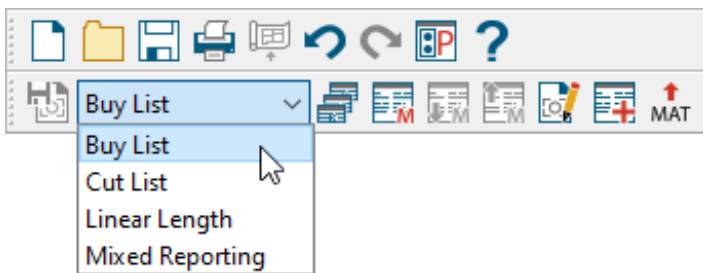 P ?
Buy List M M M MAT
Buy List
Cut List
Linear Length
Mixed Reporting